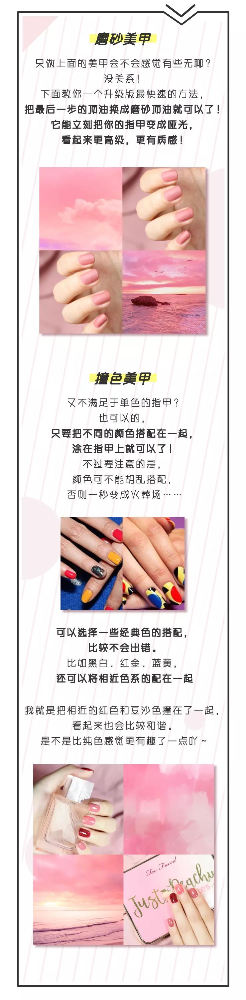 磨砂美甲
只做上面的美甲会不会感觉有些无聊?
没关系!
下面教你一个升级版最快速的方法,
把最后一步的顶油换成磨砂顶油就可以了!
它能立刻把你的指甲变成哑光,
看起来更高级,更有质感!
撞色美甲
又不满足于单色的指甲?
也可以的,
只要把不同的颜色搭配在一起,
涂在指甲上就可以了!
不过要注意的是,
颜色可不能胡乱搭配,
否则一秒变成火葬场……
可以选择一些经典色的搭配,
比较不会出错。
比如黑白、红金、蓝黄,
还可以将相近色系的配在一起
我就是把相近的红色和豆沙色撞在了一起,
看起来也会比较和谐。
是不是比纯色感觉更有趣了一点吖~
Too Faced
Just Peachy